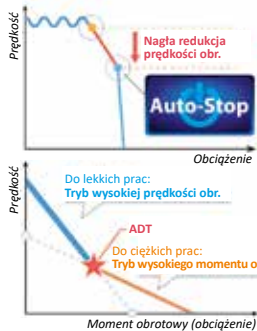 Prędkość
Nagła redukcja
prędkości obr.
Auto-Stop
Obciążenie
Prędkość
Do lekkich prac:
Tryb wysokiej prędkości obr.
ADT
Do ciężkich prac:
Tryb wysokiego momentu o
Moment obrotowy (obciążenie)